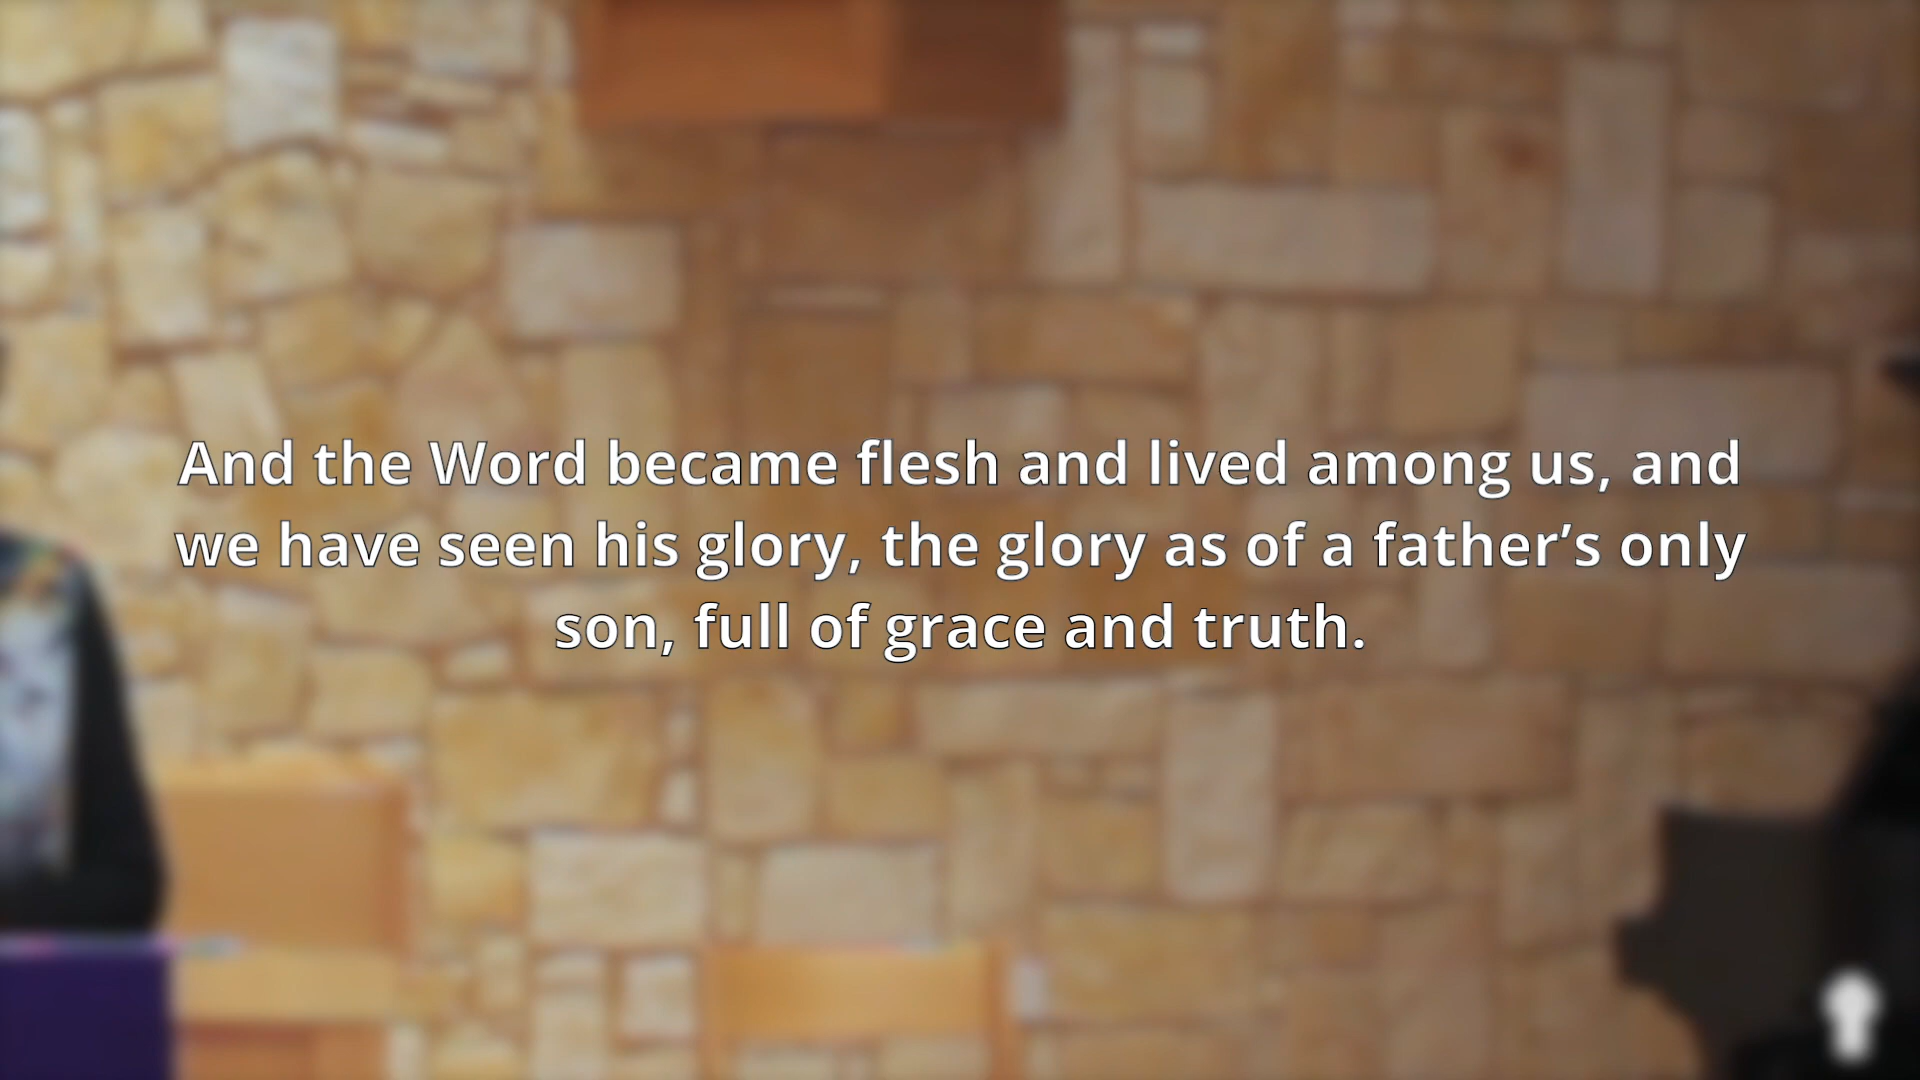 And the Word became flesh and lived among us, and
we have seen his glory, the glory as of a father’s only
son, full of grace and truth.